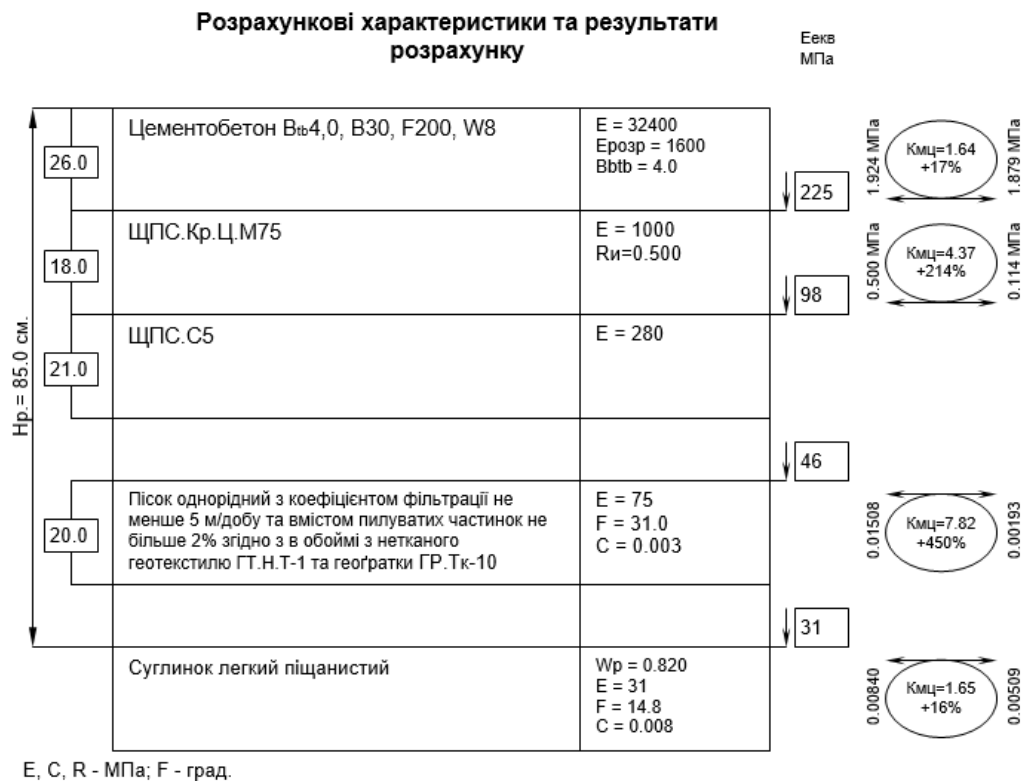 Розрахункові характеристики та результати
розрахунку
Еекв
МПа
Нр.= 85.0 см.
26.0
Цементобетон Вtb4,0, В30, F200, W8
E = 32400
Eрозр = 1600
Bbtb = 4.0
225
1.924 МПа
Кмц=1.64
+17%
1.879 МПа
18.0
ЩПС.Кр.Ц.М75
E = 1000
Rи=0.500
98
0.500 МПа
Кмц=4.37
+214%
0.114 МПа
21.0
ЩПС.С5
E = 280
46
20.0
Пісок однорідний з коефіцієнтом фільтрації не
менше 5 м/добу та вмістом пилуватих частинок не
більше 2% згідно з в обоймі з нетканого
геотекстилю ГТ.Н.Т-1 та геоґратки ГР.Тк-10
E = 75
F = 31.0
C = 0.003
0.01508
Кмц=7.82
+450%
0.00193
31
Суглинок легкий піщанистий
Wp = 0.820
E = 31
F = 14.8
C = 0.008
0.00840
Кмц=1.65
+16%
0.00509
E, C, R - МПа; F - град.